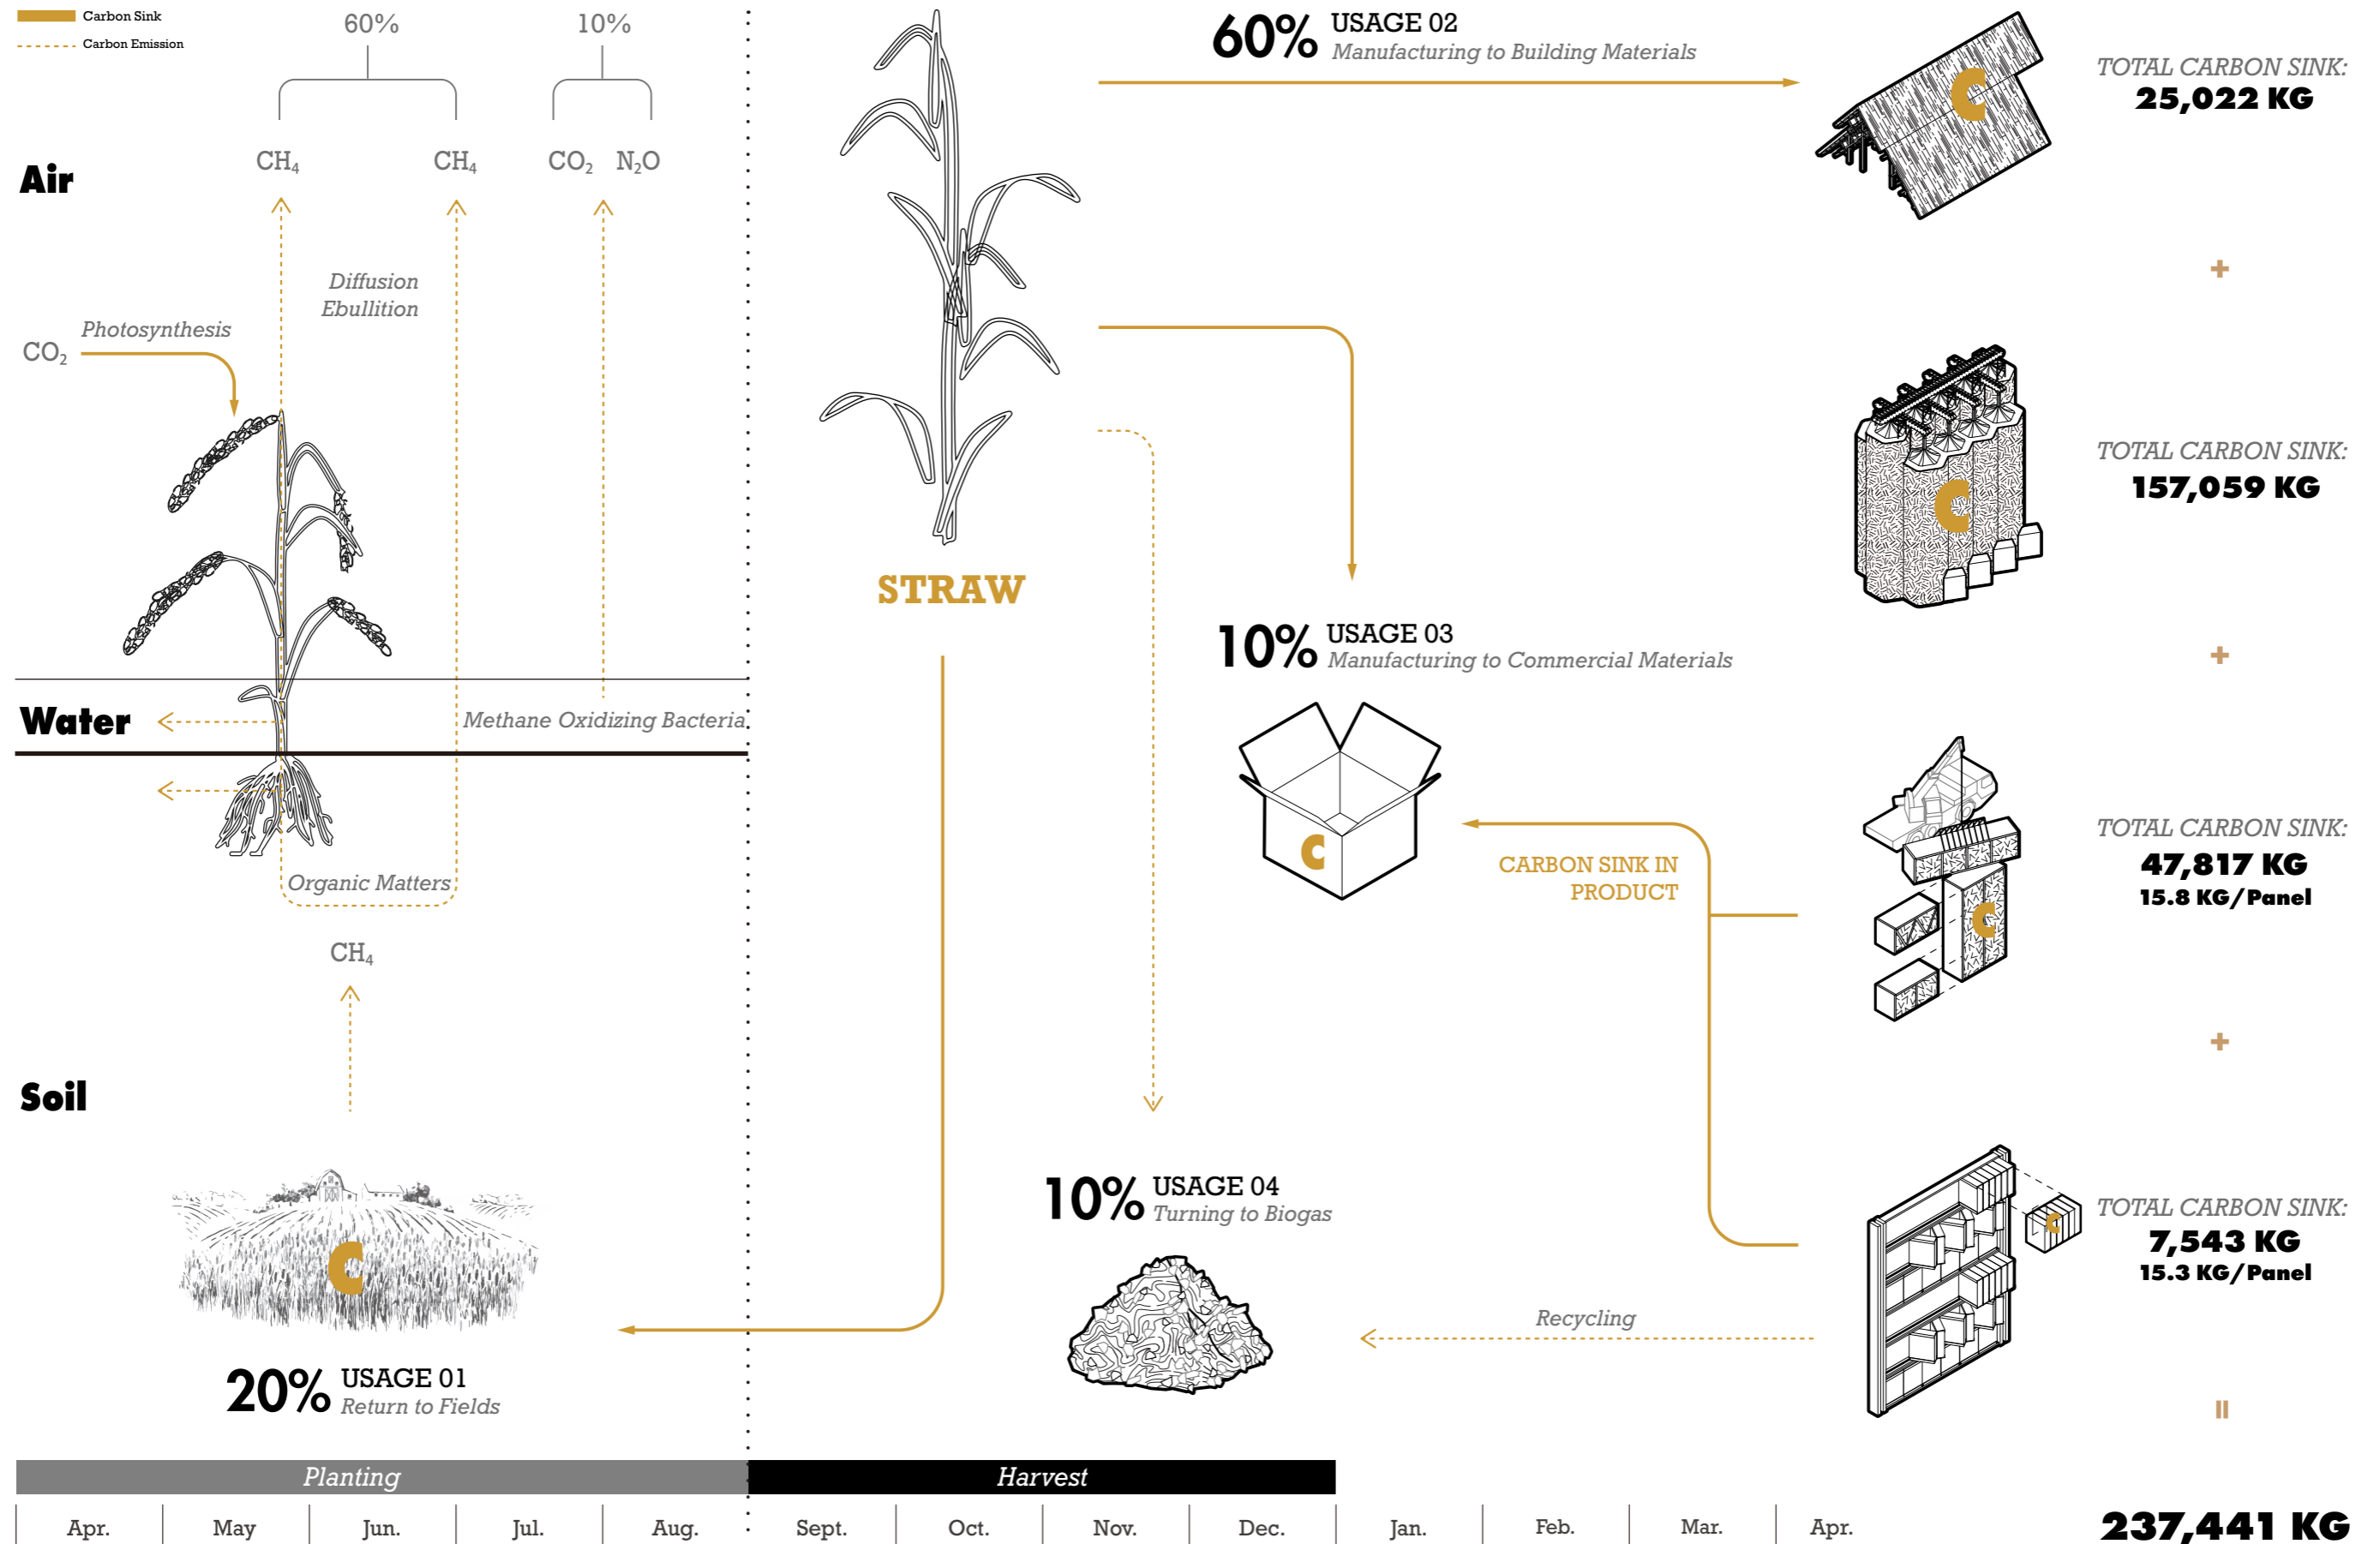 Carbon Sink
Carbon Emission
60%
10%
CH₄
CH₄
CO₂
N₂O
Air
Diffusion
Ebullition
Photosynthesis
CO₂
Water
Methane Oxidizing Bacteria
Organic Matters
CH₄
Soil
C
20%
USAGE 01
Return to Fields
STRAW
60%
USAGE 02
Manufacturing to Building Materials
10%
USAGE 03
Manufacturing to Commercial Materials
C
CARBON SINK IN
PRODUCT
10%
USAGE 04
Turning to Biogas
Recycling
C
TOTAL CARBON SINK:
25,022 KG
+
C
TOTAL CARBON SINK:
157,059 KG
+
C
TOTAL CARBON SINK:
47,817 KG
15.8 KG/Panel
+
C
TOTAL CARBON SINK:
7,543 KG
15.3 KG/Panel
=
237,441 KG
Planting
Harvest
Apr.
May
Jun.
Jul.
Aug.
Sept.
Oct.
Nov.
Dec.
Jan.
Feb.
Mar.
Apr.